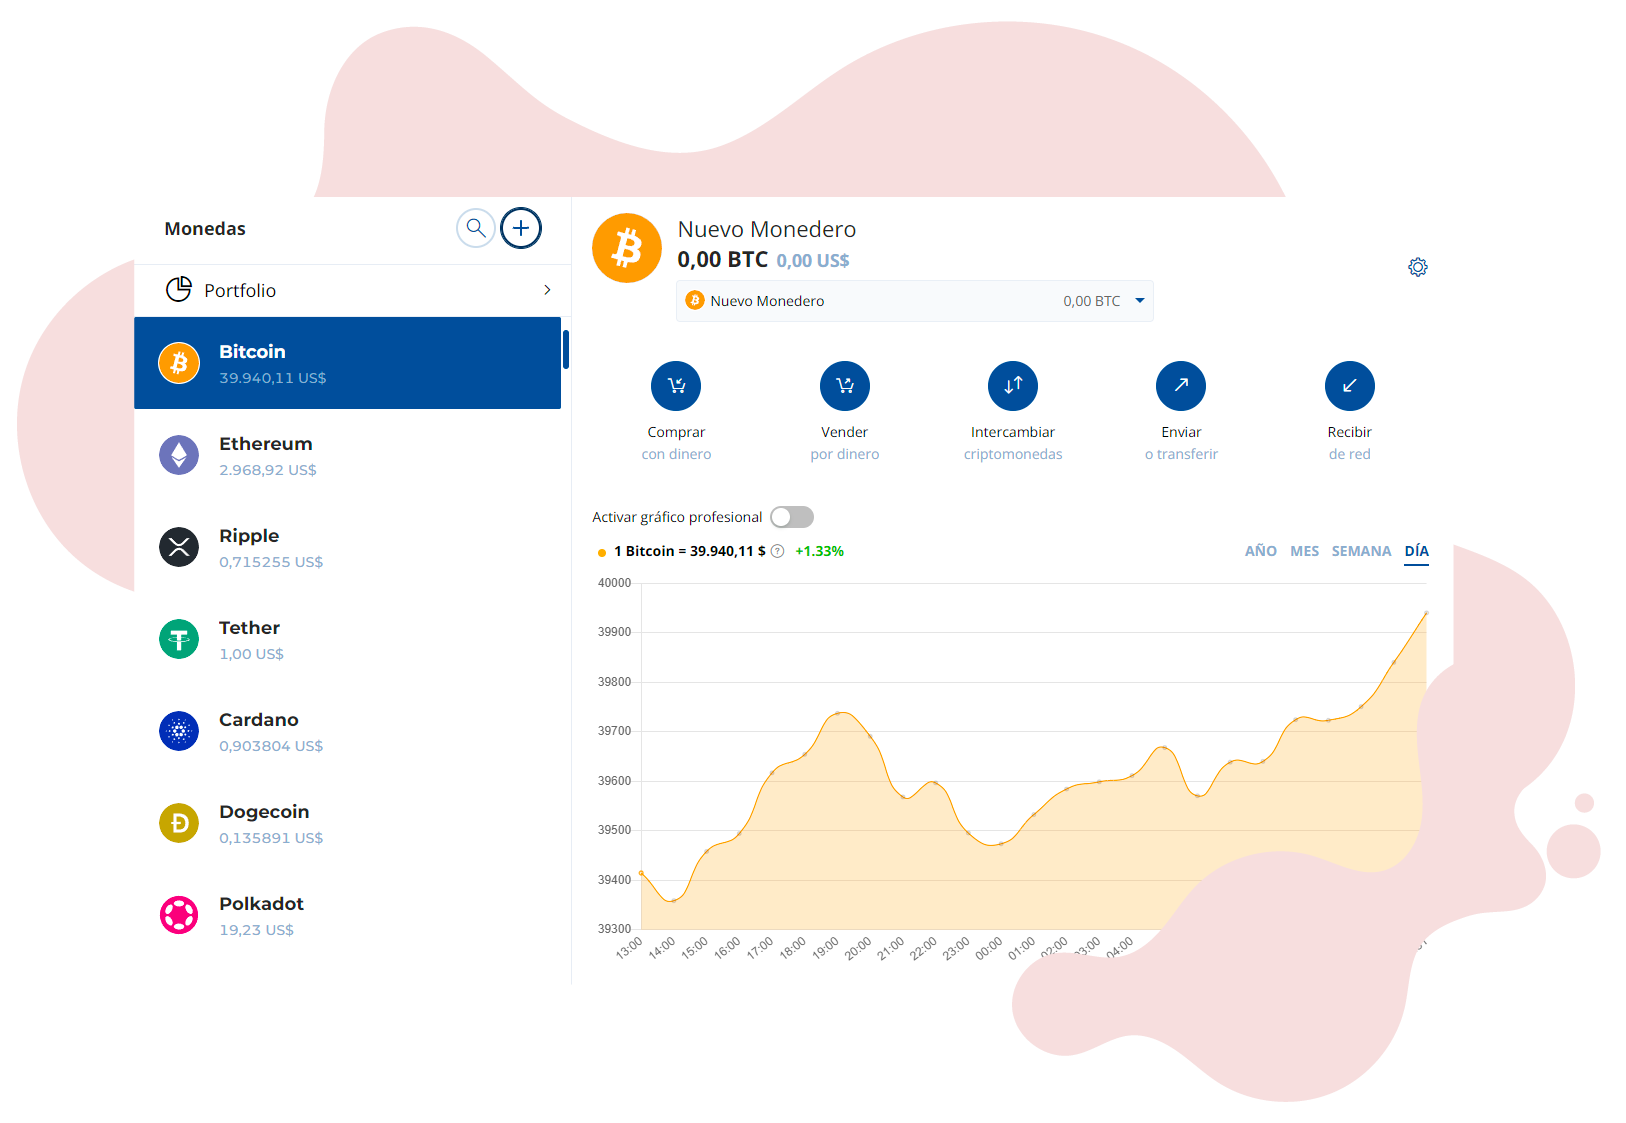 Monedas
Portfolio
Bitcoin
39.940,11 US$
Ethereum
2.968,92 US$
Ripple
0,715255 US$
Tether
1,00 US$
Cardano
0,903804 US$
Dogecoin
0,135891 US$
Polkadot
19,23 US$
Nuevo Monedero
0,00 BTC 0,00 US$
Nuevo Monedero 0,00 BTC
Comprar Vender Intercambiar Enviar Recibir
con dinero por dinero criptomonedas o transferir de red
Activar gráfico profesional
1 Bitcoin = 39.940,11 $ ? +1.33% AÑO MES SEMANA DÍA
40000
39900
39800
39700
39600
39500
39400
39300
13:00 14:00 15:00 16:00 17:00 18:00 19:00 20:00 21:00 22:00 23:00 00:00 01:00 02:00 03:00 04:00